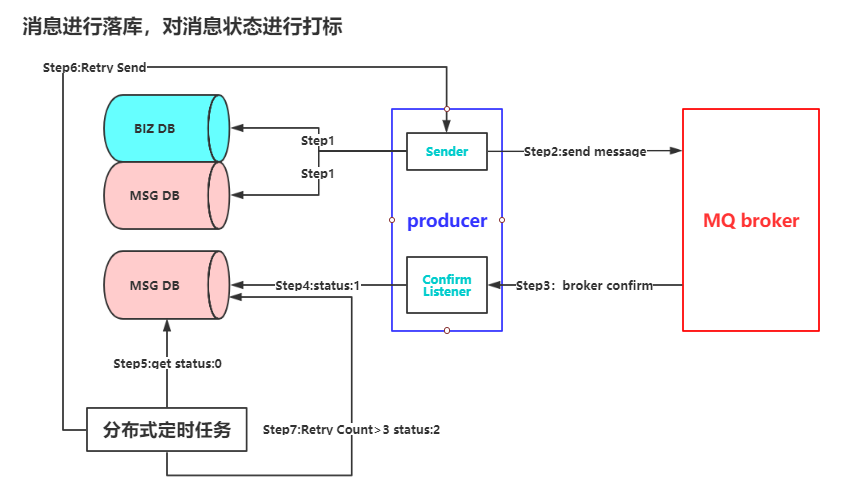 消息进行落库，对消息状态进行打标
Step6:Retry Send
BIZ DB
Step1
Sender
Step2:send message
Step1
MSG DB
producer
MQ broker
MSG DB
Step4:status:1
Confirm
Listener
Step3：broker confirm
Step5:get status:0
分布式定时任务
Step7:Retry Count>3 status:2